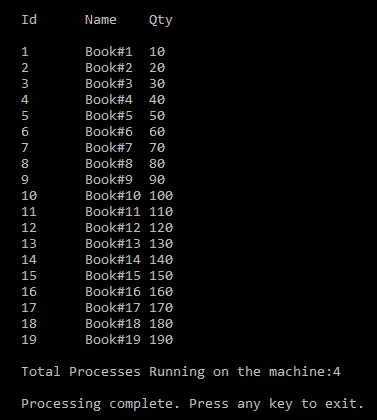 Id Name Qty
1 Book#1 10
2 Book#2 20
3 Book#3 30
4 Book#4 40
5 Book#5 50
6 Book#6 60
7 Book#7 70
8 Book#8 80
9 Book#9 90
10 Book#10 100
11 Book#11 110
12 Book#12 120
13 Book#13 130
14 Book#14 140
15 Book#15 150
16 Book#16 160
17 Book#17 170
18 Book#18 180
19 Book#19 190
Total Processes Running on the machine:4
Processing complete. Press any key to exit.